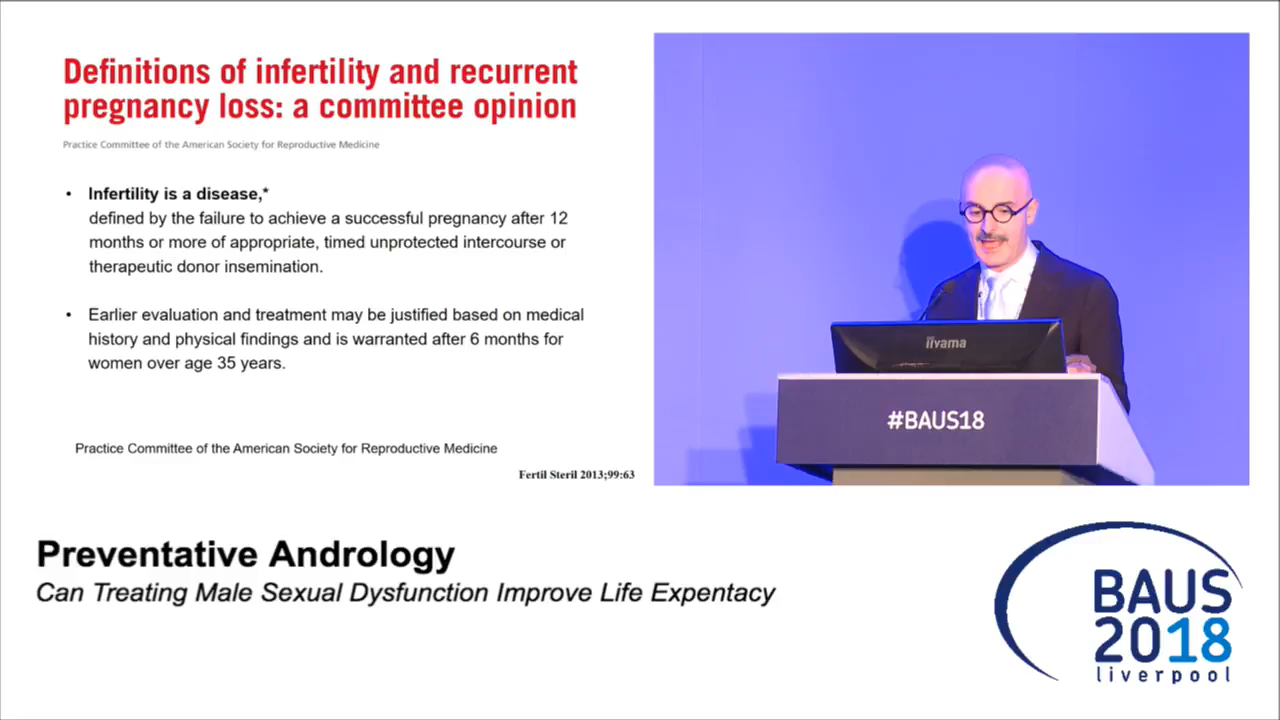 Definitions of infertility and recurrent
pregnancy loss: a committee opinion
Practice Committee of the American Society for Reproductive Medicine
• Infertility is a disease,*
defined by the failure to achieve a successful pregnancy after 12
months or more of appropriate, timed unprotected intercourse or
therapeutic donor insemination.
• Earlier evaluation and treatment may be justified based on medical
history and physical findings and is warranted after 6 months for
women over age 35 years.
Practice Committee of the American Society for Reproductive Medicine
Fertil Steril 2013;99:63
iiyama
#BAUS18
Preventative Andrology
Can Treating Male Sexual Dysfunction Improve Life Expentacy
BAUS
2018
liverpool